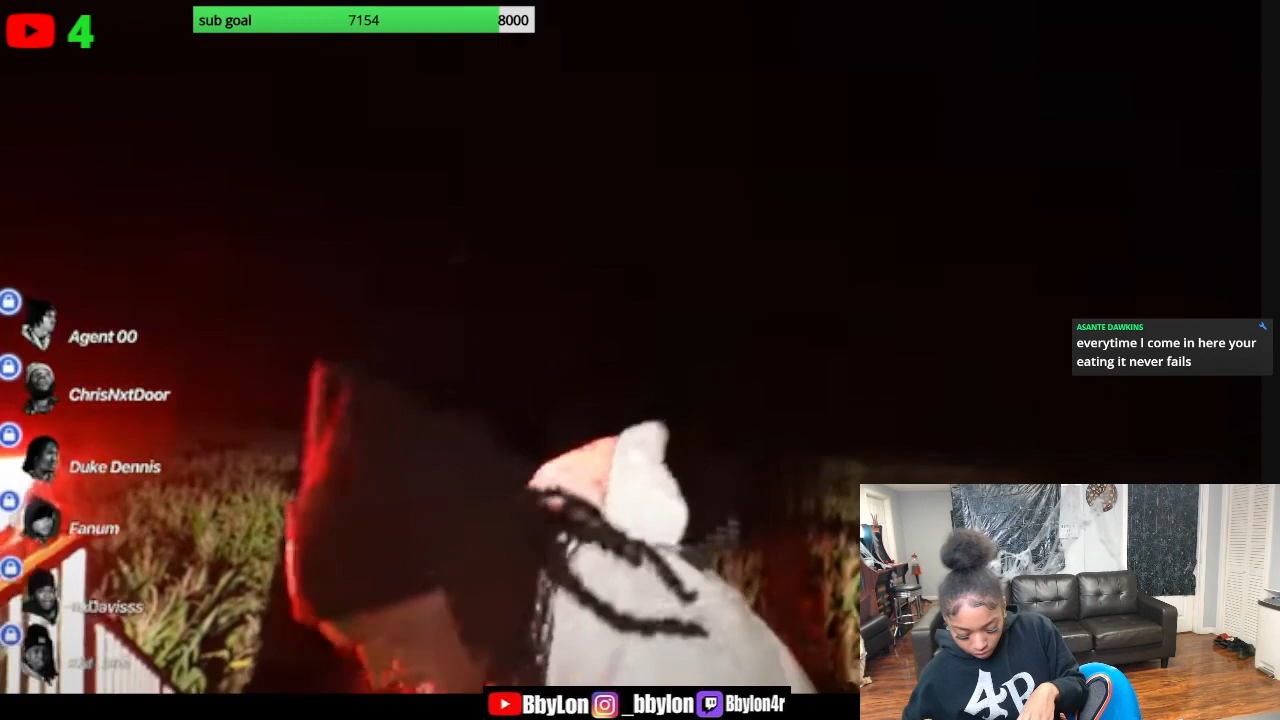 4
sub goal 7154 8000
Agent 00
ChrisNxtDoor
Duke Dennis
Fanum
ASANTE DAWKINS
everytime I come in here your
eating it never fails
4R
BbyLon _bbylon Bbylon4r